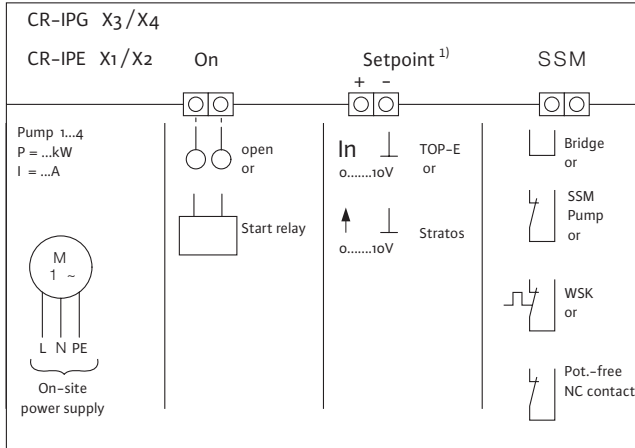 CR-IPG X3/X4
CR-IPE X1/X2 On Setpoint 1) SSM
+ -
Pump 1...4
P = ...kW
I = ...A
open
or
Start relay
In
0.......10V
TOP-E
or
0.......10V
Stratos
Bridge
or
SSM
Pump
or
WSK
or
Pot.-free
NC contact
M
1 ~
L N PE
On-site
power supply